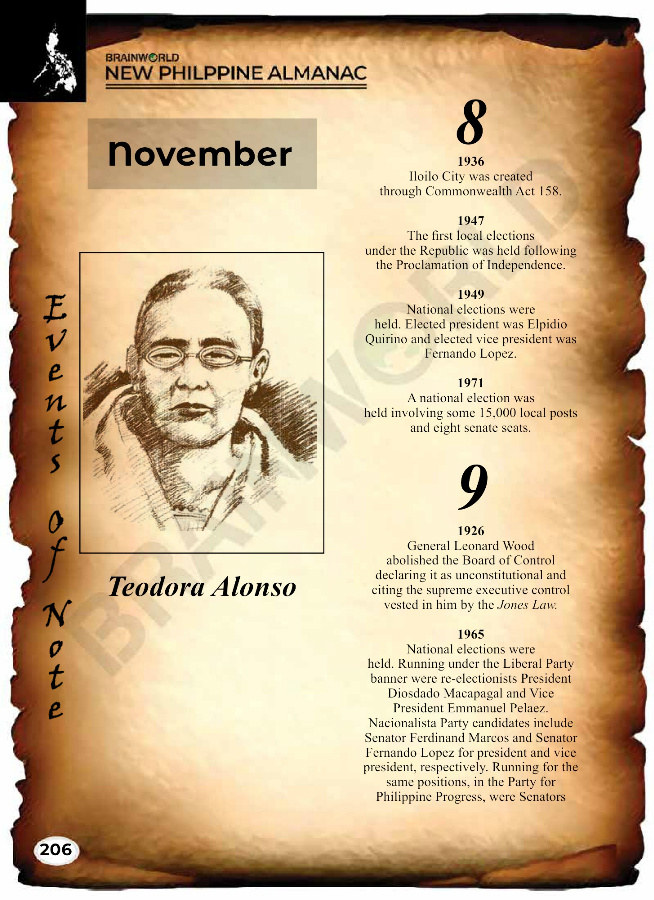 BRAINWORLD
NEW PHILPPINE ALMANAC
November
Events of Note
Teodora Alonso
8
1936
Iloilo City was created
through Commonwealth Act 158.
1947
The first local elections
under the Republic was held following
the Proclamation of Independence.
1949
National elections were
held. Elected president was Elpidio
Quirino and elected vice president was
Fernando Lopez.
1971
A national election was
held involving some 15,000 local posts
and eight senate seats.
9
1926
General Leonard Wood
abolished the Board of Control
declaring it as unconstitutional and
citing the supreme executive control
vested in him by the Jones Law.
1965
National elections were
held. Running under the Liberal Party
banner were re-electionists President
Diosdado Macapagal and Vice
President Emmanuel Pelaez.
Nacionalista Party candidates include
Senator Ferdinand Marcos and Senator
Fernando Lopez for president and vice
president, respectively. Running for the
same positions, in the Party for
Philippine Progress, were Senators
206
BRAINWORLD